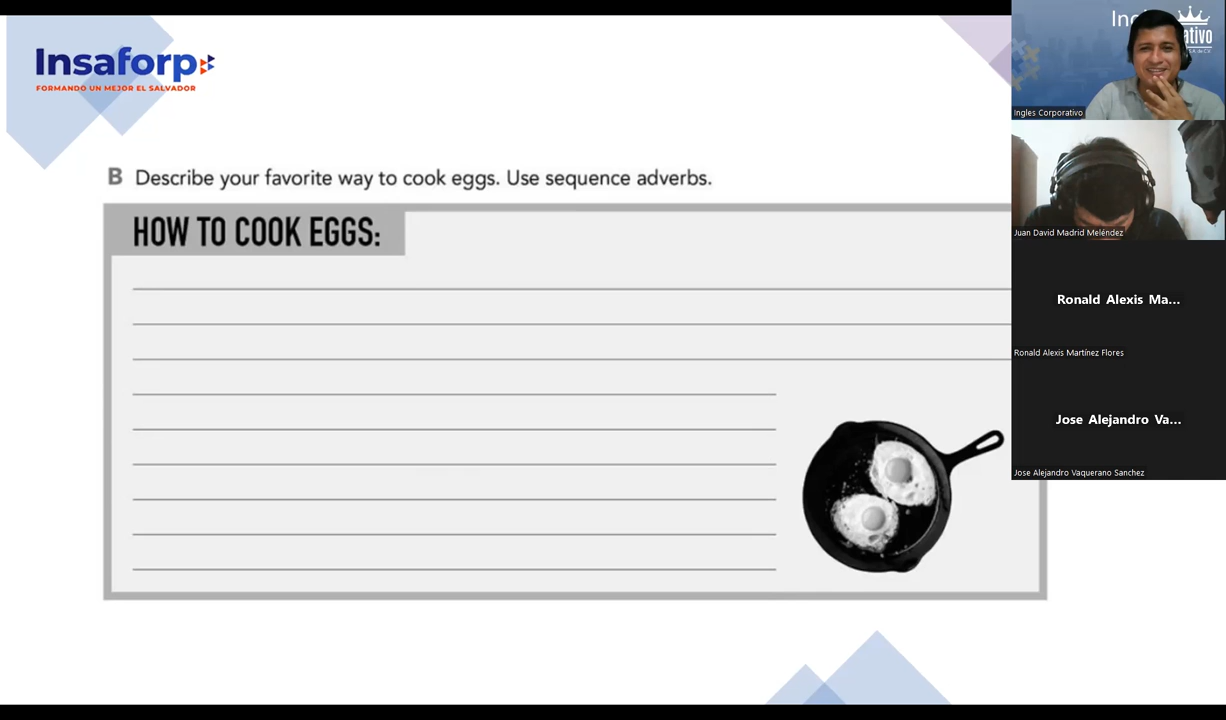 Insaforp
FORMANDO UN MEJOR EL SALVADOR
B Describe your favorite way to cook eggs. Use sequence adverbs.
HOW TO COOK EGGS:
Ingles Corporativo
Juan David Madrid Meléndez
Ronald Alexis Ma...
Ronald Alexis Martínez Flores
Jose Alejandro Va...
Jose Alejandro Vaquerano Sanchez